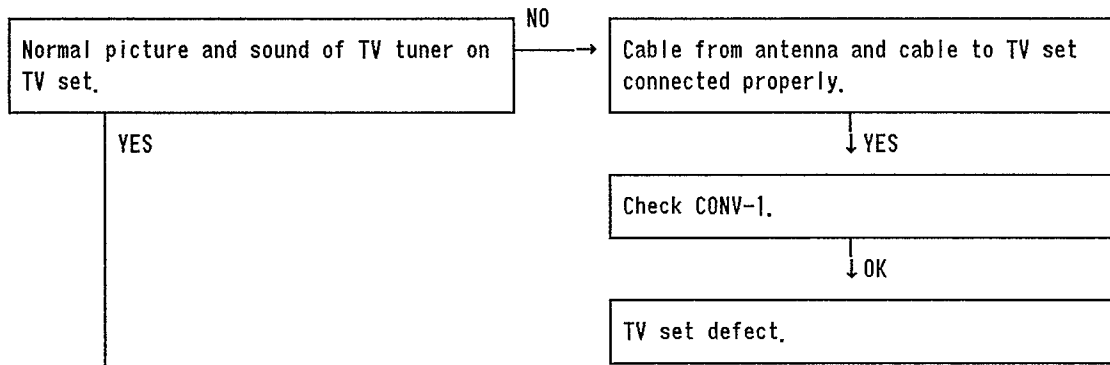 NO
Normal picture and sound of TV tuner on
TV set.
Cable from antenna and cable to TV set
connected properly.
YES
YES
Check CONV-1.
OK
TV set defect.